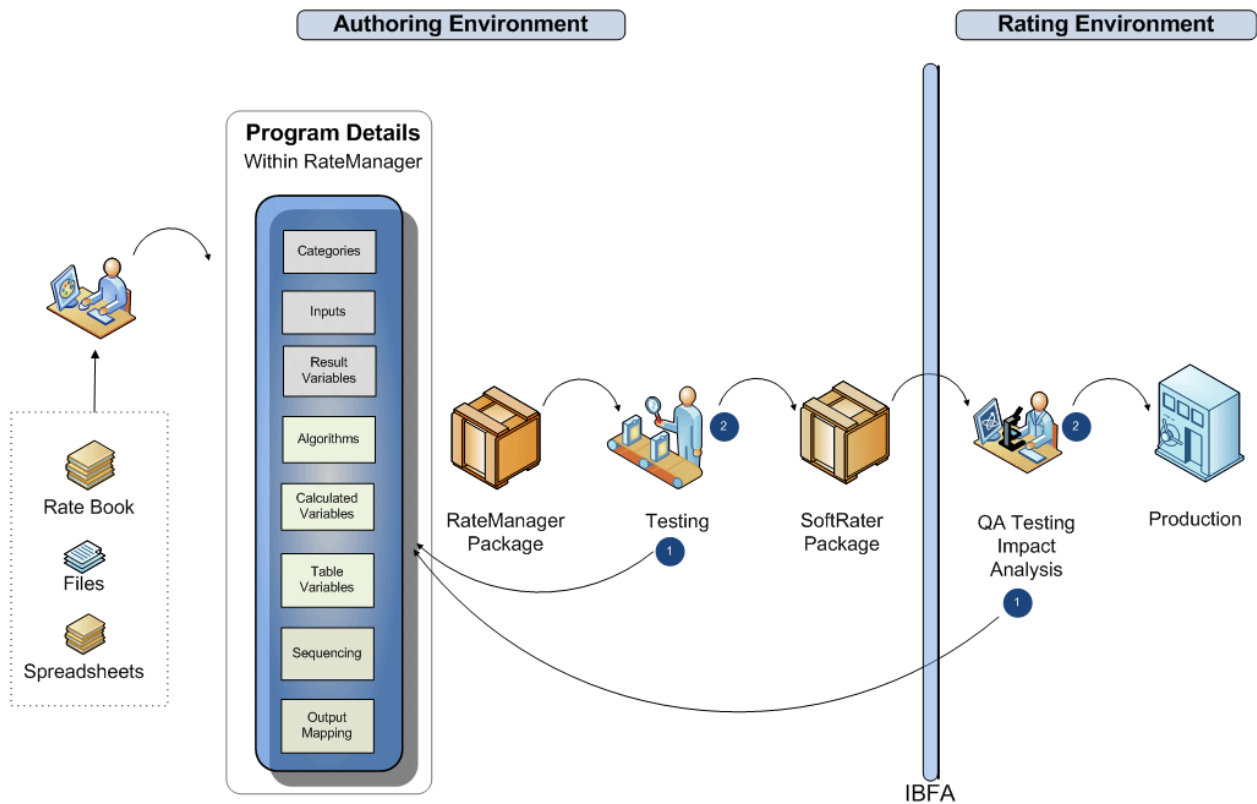 Authoring Environment
Rating Environment
Program Details
Within RateManager
Categories
Inputs
Result
Variables
Algorithms
Calculated
Variables
Table
Variables
Sequencing
Output
Mapping
Rate Book
Files
Spreadsheets
RateManager
Package
Testing
1
2
SoftRater
Package
QA Testing
Impact
Analysis
1
2
Production
IBFA